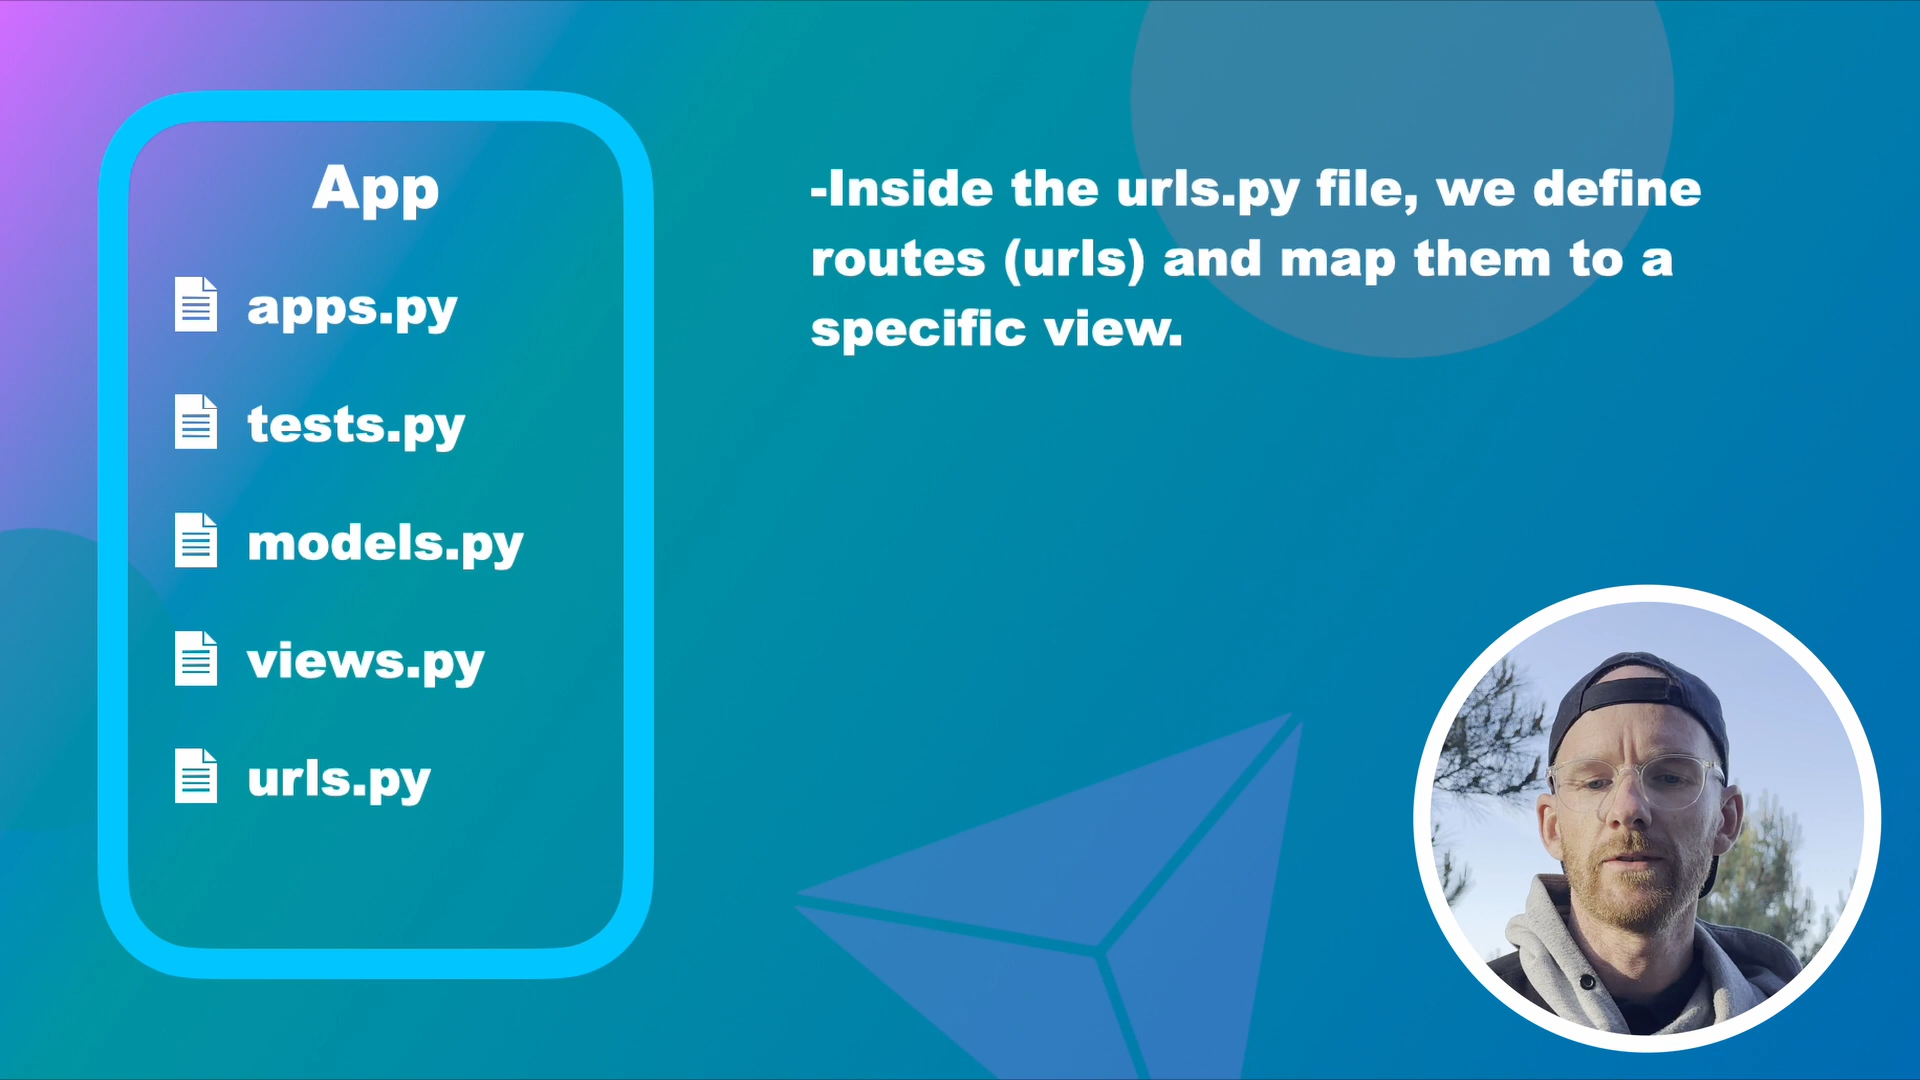 App
apps.py
tests.py
models.py
views.py
urls.py
-Inside the urls.py file, we define
routes (urls) and map them to a
specific view.